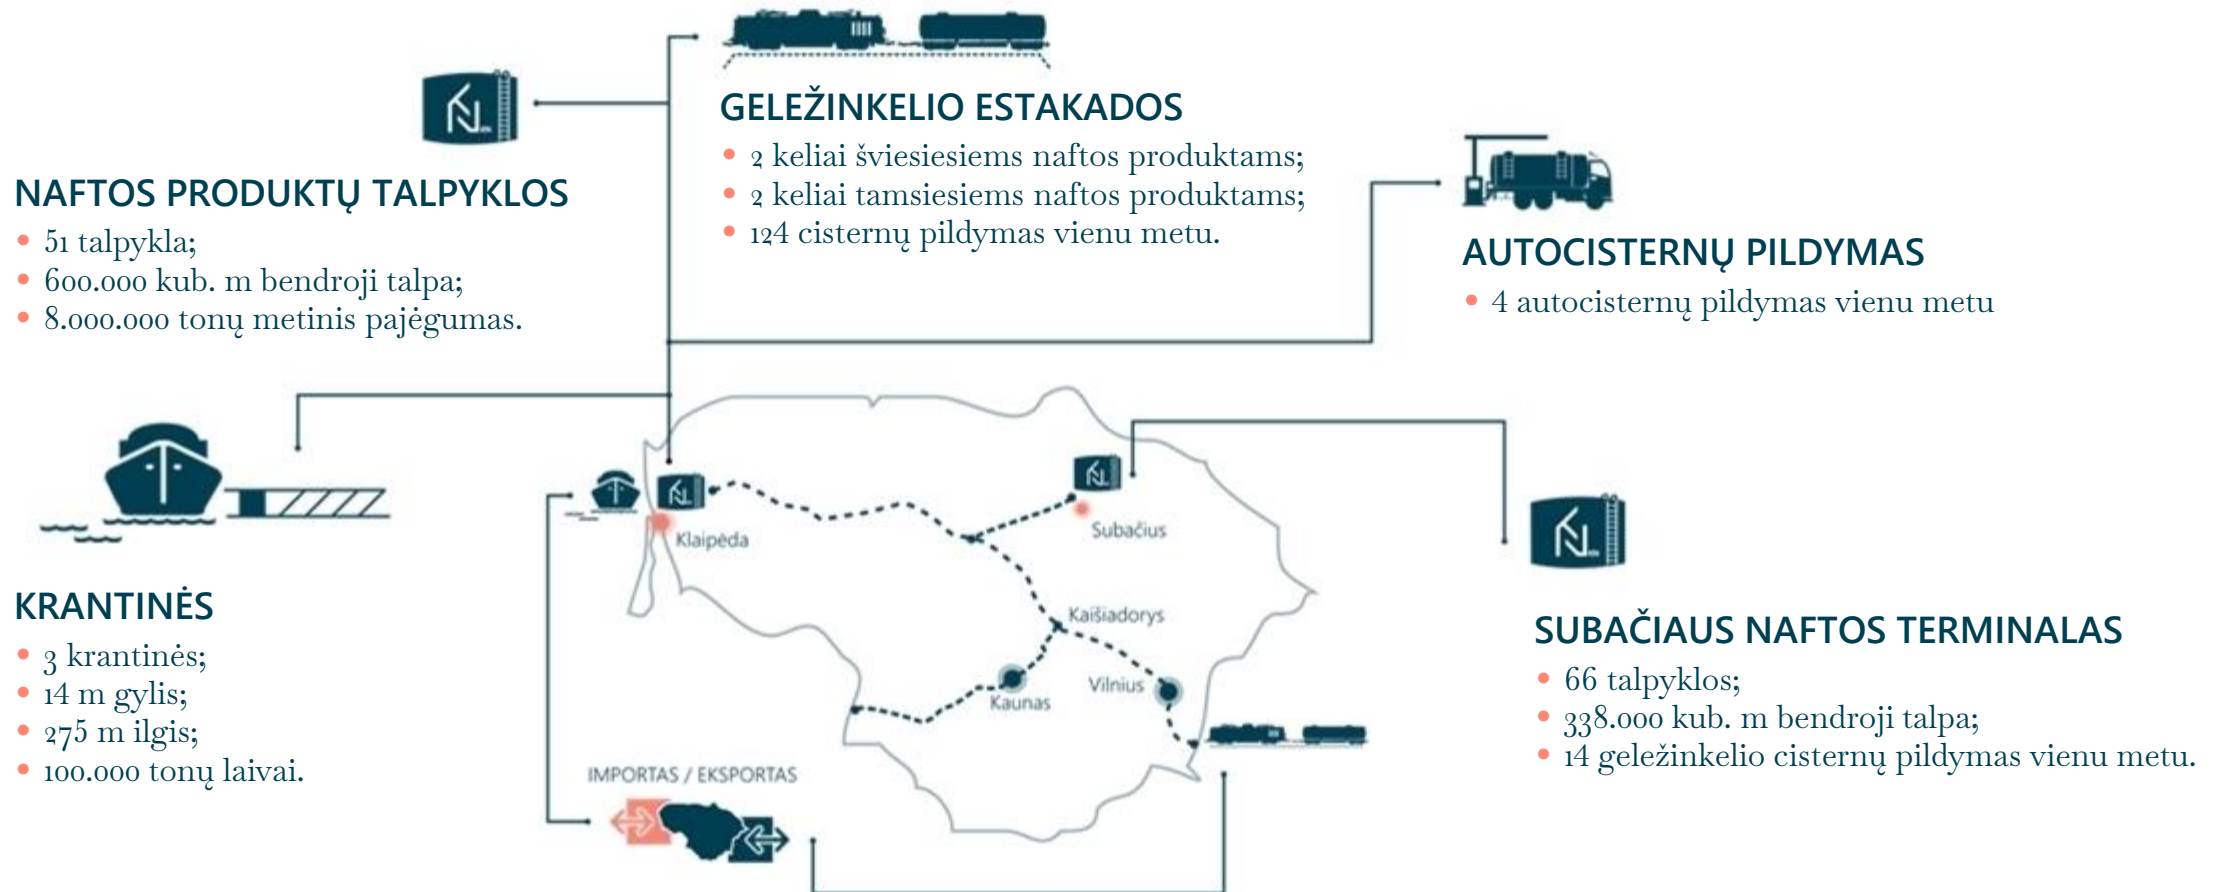 GELEŽINKELIO ESTAKADOS
• 2 keliai šviesiesiems naftos produktams;
• 2 keliai tamsiesiems naftos produktams;
• 124 cisternų pildymas vienu metu.
NAFTOS PRODUKTŲ TALPYKLOS
• 51 talpykla;
• 600.000 kub. m bendroji talpa;
• 8.000.000 tonų metinis pajėgumas.
AUTOCISTERNŲ PILDYMAS
• 4 autocisternų pildymas vienu metu
KRANTINĖS
• 3 krantinės;
• 14 m gylis;
• 275 m ilgis;
• 100.000 tonų laivai.
Klaipėda
Subačius
Kaišiadorys
Kaunas
Vilnius
IMPORTAS / EKSPORTAS
SUBAČIAUS NAFTOS TERMINALAS
• 66 talpyklos;
• 338.000 kub. m bendroji talpa;
• 14 geležinkelio cisternų pildymas vienu metu.